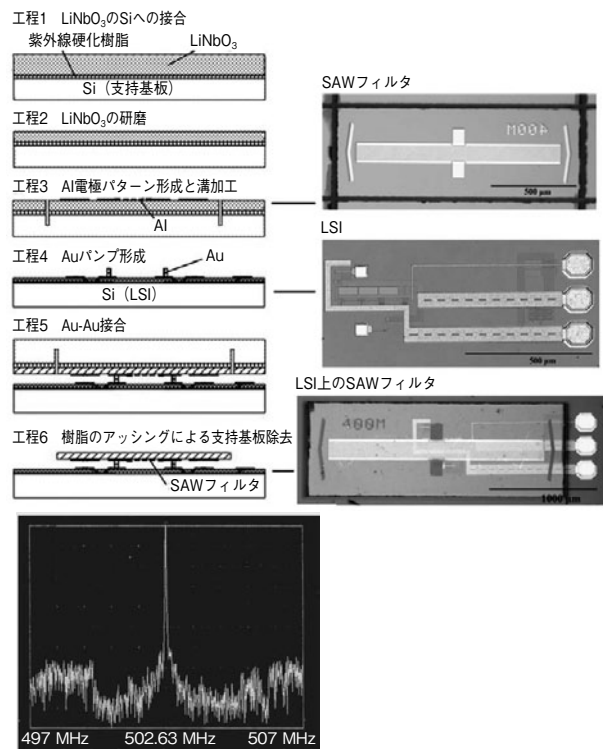 工程1 LiNbO₃のSiへの接合
紫外線硬化樹脂
LiNbO₃
Si（支持基板）
工程2 LiNbO₃の研磨
工程3 Al電極パターン形成と溝加工
Al
工程4 Auバンプ形成
Au
Si（LSI）
工程5 Au-Au接合
工程6 樹脂のアッシングによる支持基板除去
SAWフィルタ
SAWフィルタ
400M
500 μm
LSI
500 μm
LSI上のSAWフィルタ
400M
1000 μm
497 MHz 502.63 MHz 507 MHz